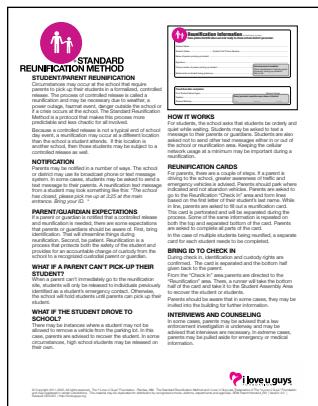 STANDARD
REUNIFICATION METHOD
STUDENT/PARENT REUNIFICATION
Circumstances may occur at the school that require
parents to pick up their students in a formalized, controlled
release. The process of controlled release is called a
reunification and may be necessary due to weather, a
power outage, hazmat event, danger outside the school or
if a crisis occurs at the school. The Standard Reunification
Method is a protocol that makes this process more
predictable and less chaotic for all involved.
Because a controlled release is not a typical end of school
day event, a reunification may occur at a different location
than the school a student attends. If this location is
another school, then those students may be subject to a
controlled release as well.
NOTIFICATION
Parents may be notified in a number of ways. The school
or district may use its broadcast phone or text message
system. In some cases, students may be asked to send a
text message to their parents. A reunification text message
from a student may look something like this: "The school
has closed, please pick me up at 3:25 at the main
entrance. Bring your ID."
PARENT/GUARDIAN EXPECTATIONS
If a parent or guardian is notified that a controlled release
and reunification is needed, there are some expectations
that parents or guardians should be aware of. First, bring
identification. That will streamline things during
reunification. Second, be patient. Reunification is a
process that protects both the safety of the student and
provides for an accountable change of custody from the
school to a recognized custodial parent or guardian.
WHAT IF A PARENT CAN'T PICK-UP THEIR
STUDENT?
When a parent can't immediately go to the reunification
site, students will only be released to individuals previously
identified as a student's emergency contact. Otherwise,
the school will hold students until parents can pick up their
student.
WHAT IF THE STUDENT DROVE TO
SCHOOL?
There may be instances where a student may not be
allowed to remove a vehicle from the parking lot. In this
case, parents are advised to recover the student. In some
circumstances, high school students may be released on
their own.
Reunification Information
HOW IT WORKS
For students, the school asks that students be orderly and
quiet while waiting. Students may be asked to text a
message to their parents or guardians. Students are also
asked not to send other text messages either in or out of
the school or reunification area. Keeping the cellular
network usage at a minimum may be important during a
reunification.
REUNIFICATION CARDS
For parents, there are a couple of steps. If a parent is
driving to the school, greater awareness of traffic and
emergency vehicles is advised. Parents should park where
indicated and not abandon vehicles. Parents are asked to
go to the Reunification "Check In" area and form lines
based on the first letter of their student's last name. While
in line, parents are asked to fill out a reunification card.
This card is perforated and will be separated during the
process. Some of the same information is repeated on
both the top and separated bottom of the card. Parents
are asked to complete all parts of the card.
In the case of multiple students being reunified, a separate
card for each student needs to be completed.
BRING ID TO CHECK IN
During check in, identification and custody rights are
confirmed. The card is separated and the bottom half
given back to the parent.
From the "Check In" area parents are directed to the
"Reunification" area. There, a runner will take the bottom
half of the card and take it to the Student Assembly Area
to recover the student or students.
Parents should be aware that in some cases, they may be
invited into the building for further information.
INTERVIEWS AND COUNSELING
In some cases, parents may be advised that a law
enforcement investigation is underway and may be
advised that interviews are necessary. In extreme cases,
parents may be pulled aside for emergency or medical
information.
i love u guys